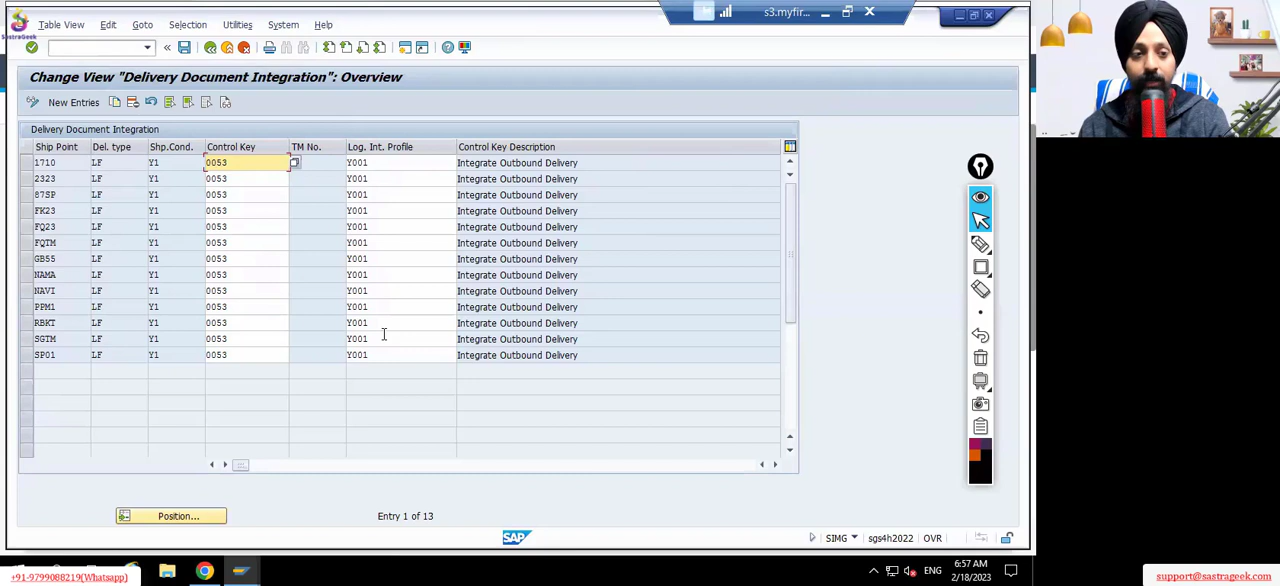 SastraGeek
Table View Edit Goto Selection Utilities System Help
s3.myfir...
Change View "Delivery Document Integration": Overview
New Entries
Delivery Document Integration
Ship Point Del. type Shp.Cond. Control Key TM No. Log. Int. Profile Control Key Description
1710 LF Y1 0053 Y001 Integrate Outbound Delivery
2323 LF Y1 0053 Y001 Integrate Outbound Delivery
87SP LF Y1 0053 Y001 Integrate Outbound Delivery
FK23 LF Y1 0053 Y001 Integrate Outbound Delivery
FQ23 LF Y1 0053 Y001 Integrate Outbound Delivery
FQTM LF Y1 0053 Y001 Integrate Outbound Delivery
GB55 LF Y1 0053 Y001 Integrate Outbound Delivery
NAMA LF Y1 0053 Y001 Integrate Outbound Delivery
NAVI LF Y1 0053 Y001 Integrate Outbound Delivery
PPM1 LF Y1 0053 Y001 Integrate Outbound Delivery
RBKT LF Y1 0053 Y001 Integrate Outbound Delivery
SGTM LF Y1 0053 Y001 Integrate Outbound Delivery
SP01 LF Y1 0053 Y001 Integrate Outbound Delivery
Position... Entry 1 of 13
SAP SIMG sgs4h2022 OVR
ENG 6:57 AM
2/18/2023
+91-9799088219(Whatsapp) support@sastrageek.com